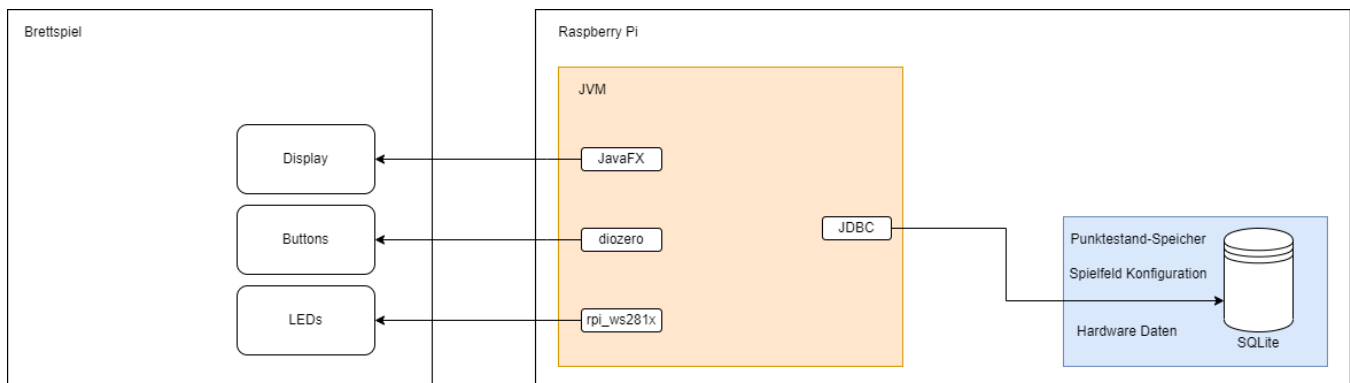 Brettspiel
Raspberry Pi
JVM
Display
JavaFX
Buttons
diozero
LEDs
rpi_ws281x
JDBC
Punktestand-Speicher
Spielfeld Konfiguration
Hardware Daten
SQLite